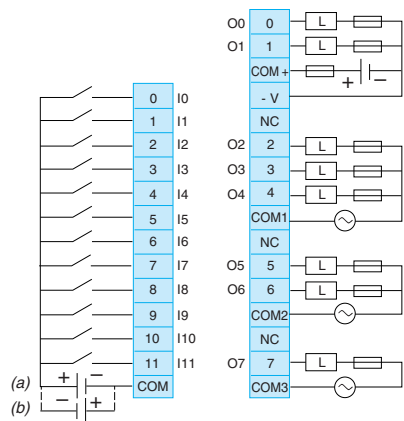 0 I0
1 I1
2 I2
3 I3
4 I4
5 I5
6 I6
7 I7
8 I8
9 I9
10 I10
11 I11
(a) + − COM
(b) − +
O0 0 L
O1 1 L
COM + + −
- V
NC
O2 2 L
O3 3 L
O4 4 L
COM1
NC
O5 5 L
O6 6 L
COM2
NC
O7 7 L
COM3